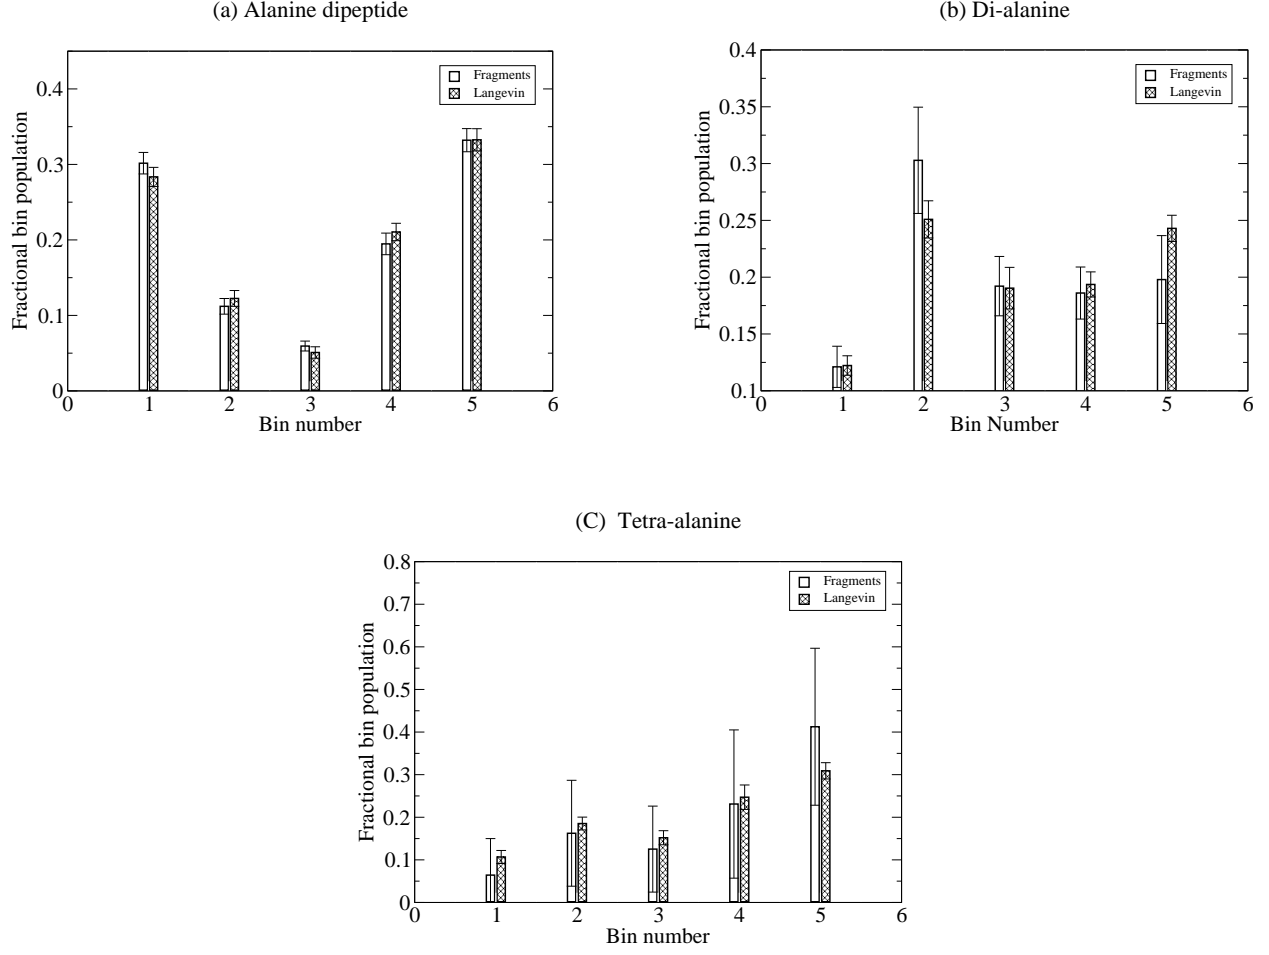 (a) Alanine dipeptide
Fractional bin population
0.4
0.3
0.2
0.1
0
Fragments
Langevin
0 1 2 3 4 5 6
Bin number
(b) Di-alanine
Fractional bin population
0.4
0.35
0.3
0.25
0.2
0.15
0.1
Fragments
Langevin
0 1 2 3 4 5 6
Bin Number
(C) Tetra-alanine
Fractional bin population
0.8
0.7
0.6
0.5
0.4
0.3
0.2
0.1
0
Fragments
Langevin
0 1 2 3 4 5 6
Bin number